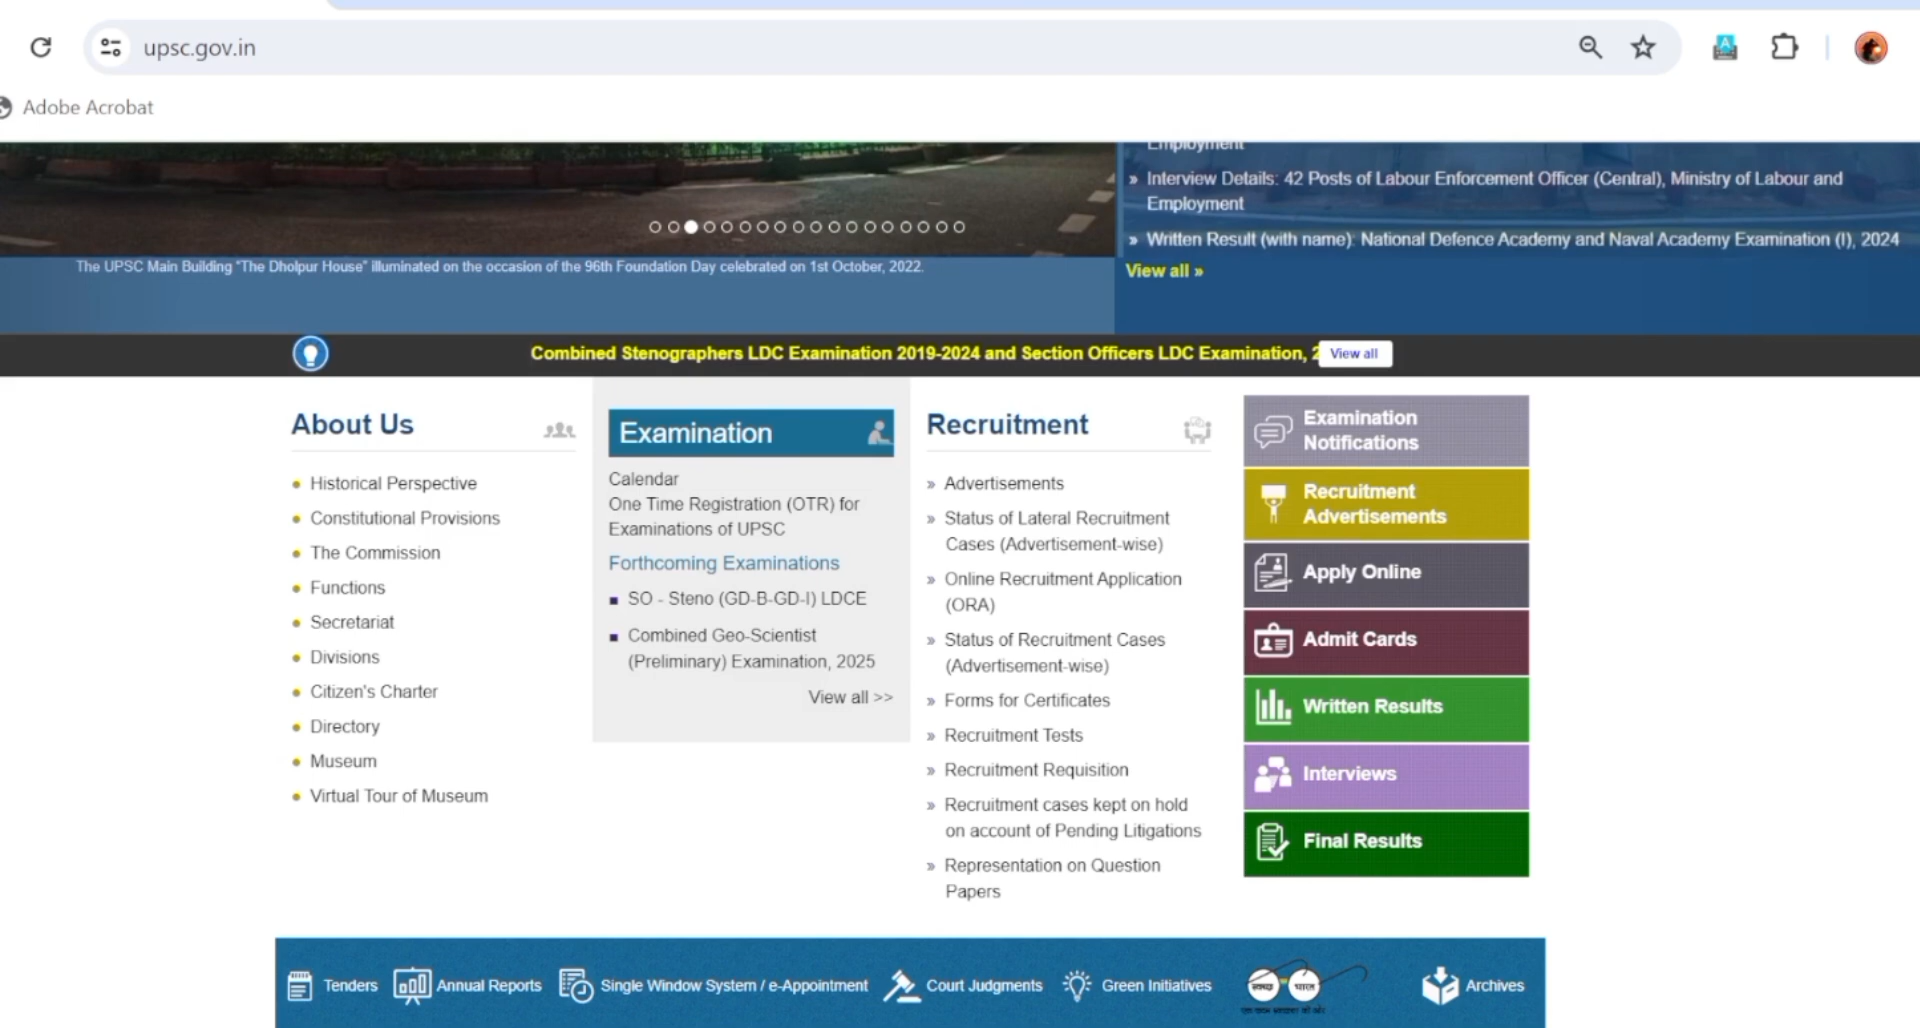 upsc.gov.in
Adobe Acrobat
Employment
» Interview Details: 42 Posts of Labour Enforcement Officer (Central), Ministry of Labour and
Employment
» Written Result (with name): National Defence Academy and Naval Academy Examination (I), 2024
View all »
The UPSC Main Building "The Dholpur House" illuminated on the occasion of the 96th Foundation Day celebrated on 1st October, 2022.
Combined Stenographers LDC Examination 2019-2024 and Section Officers LDC Examination, 2
View all
About Us
Historical Perspective
Constitutional Provisions
The Commission
Functions
Secretariat
Divisions
Citizen's Charter
Directory
Museum
Virtual Tour of Museum
Examination
Calendar
One Time Registration (OTR) for
Examinations of UPSC
Forthcoming Examinations
SO - Steno (GD-B-GD-I) LDCE
Combined Geo-Scientist
(Preliminary) Examination, 2025
View all >>
Recruitment
» Advertisements
» Status of Lateral Recruitment
Cases (Advertisement-wise)
» Online Recruitment Application
(ORA)
» Status of Recruitment Cases
(Advertisement-wise)
» Forms for Certificates
» Recruitment Tests
» Recruitment Requisition
» Recruitment cases kept on hold
on account of Pending Litigations
» Representation on Question
Papers
Examination
Notifications
Recruitment
Advertisements
Apply Online
Admit Cards
Written Results
Interviews
Final Results
Tenders
Annual Reports
Single Window System / e-Appointment
Court Judgments
Green Initiatives
स्वच्छ भारत
एक कदम स्वच्छता की ओर
Archives